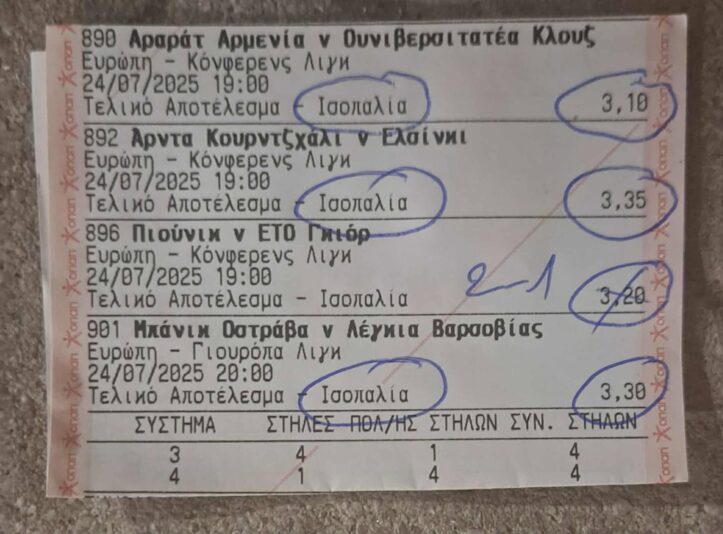 890 Αραράτ Αρμενία v Ουνιβερσιτατέα Κλουζ
Ευρώπη - Κόνφερενς Λιγκ
24/07/2025 19:00
Τελικό Αποτέλεσμα - Ισοπαλία 3,10
892 Άρντα Κουρντζχάλι v Ελσίνκι
Ευρώπη - Κόνφερενς Λιγκ
24/07/2025 19:00
Τελικό Αποτέλεσμα - Ισοπαλία 3,35
896 Πιούνικ v ΕΤΟ Γκιόρ
Ευρώπη - Κόνφερενς Λιγκ
24/07/2025 19:00
2-1
Τελικό Αποτέλεσμα - Ισοπαλία 3,20
901 Μπάνικ Οστράβα v Λέγκια Βαρσοβίας
Ευρώπη - Γιουρόπα Λιγκ
24/07/2025 20:00
Τελικό Αποτέλεσμα - Ισοπαλία 3,30
ΣΥΣΤΗΜΑ ΣΤΗΛΕΣ ΠΟΛ/ΗΣ ΣΤΗΛΩΝ ΣΥΝ. ΣΤΗΛΩΝ
3 4 1 4
4 1 4 4
οπαπ